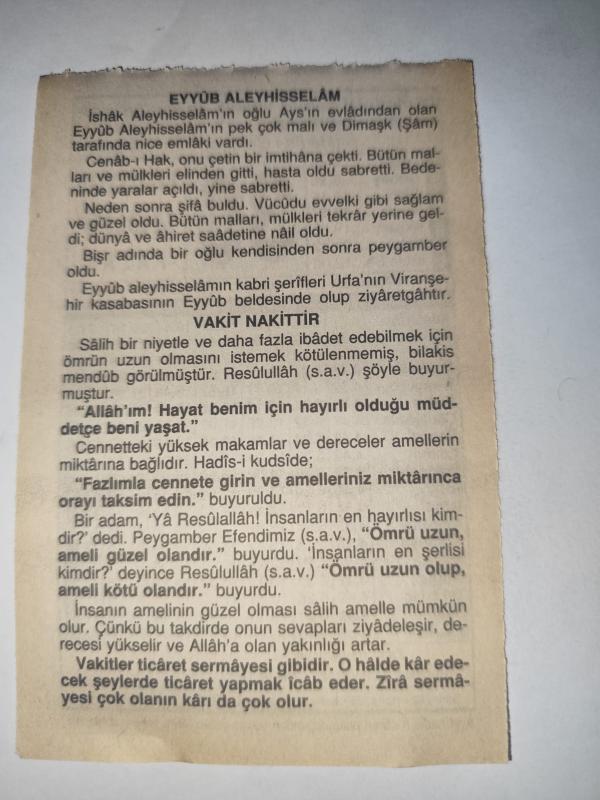 EYYÛB ALEYHİSSELÂM
İshâk Aleyhisselâm'ın oğlu Ays'ın evlâdından olan
Eyyûb Aleyhisselâm'ın pek çok malı ve Dimaşk (Şâm)
tarafında nice emlâki vardı.
Cenâb-ı Hak, onu çetin bir imtihâna çekti. Bütün mal-
ları ve mülkleri elinden gitti, hasta oldu sabretti. Bede-
ninde yaralar açıldı, yine sabretti.
Neden sonra şifâ buldu. Vücûdu evvelki gibi sağlam
ve güzel oldu. Bütün malları, mülkleri tekrâr yerine gel-
di; dünyâ ve âhiret saâdetine nâil oldu.
Bişr adında bir oğlu kendisinden sonra peygamber
oldu.
Eyyûb aleyhisselâmın kabri şerîfleri Urfa'nın Viranşe-
hir kasabasının Eyyûb beldesinde olup ziyâretgâhtır.
VAKİT NAKİTTİR
Sâlih bir niyetle ve daha fazla ibâdet edebilmek için
ömrün uzun olmasını istemek kötülenmemiş, bilakis
mendûb görülmüştür. Resûlullâh (s.a.v.) şöyle buyur-
muştur.
"Allâh'ım! Hayat benim için hayırlı olduğu müd-
detçe beni yaşat."
Cennetteki yüksek makamlar ve dereceler amellerin
miktârına bağlıdır. Hadîs-i kudsîde;
"Fazlımla cennete girin ve amelleriniz miktârınca
orayı taksim edin." buyuruldu.
Bir adam, 'Yâ Resûlallâh! İnsanların en hayırlısı kim-
dir?' dedi. Peygamber Efendimiz (s.a.v.), "Ömrü uzun,
ameli güzel olandır." buyurdu. 'İnsanların en şerlisi
kimdir?' deyince Resûlullâh (s.a.v.) "Ömrü uzun olup,
ameli kötü olandır." buyurdu.
İnsanın amelinin güzel olması sâlih amelle mümkün
olur. Çünkü bu takdirde onun sevapları ziyâdeleşir, de-
recesi yükselir ve Allâh'a olan yakınlığı artar.
Vakitler ticâret sermâyesi gibidir. O hâlde kâr ede-
cek şeylerde ticâret yapmak îcâb eder. Zîrâ sermâ-
yesi çok olanın kârı da çok olur.